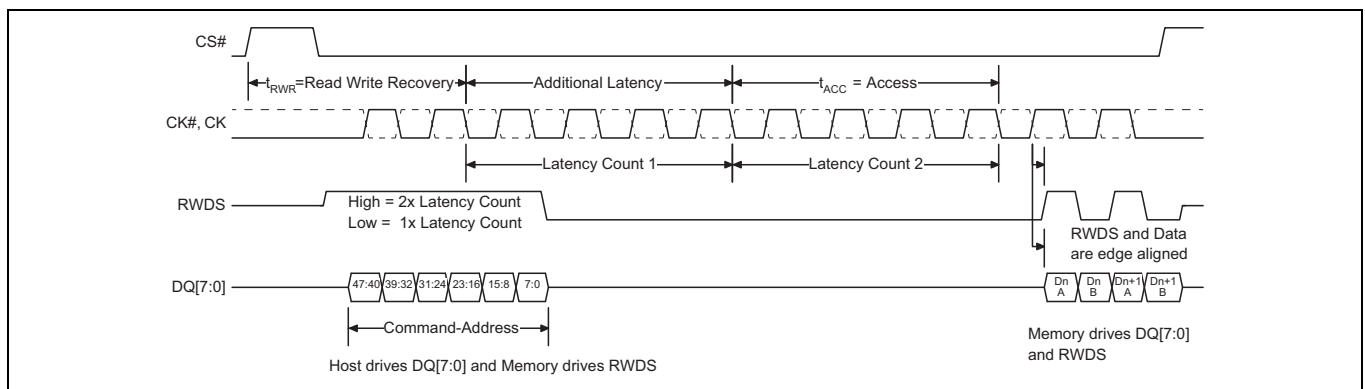 CS#
tRWR=Read Write Recovery
Additional Latency
tACC = Access
CK#, CK
Latency Count 1
Latency Count 2
RWDS
High = 2x Latency Count
Low = 1x Latency Count
RWDS and Data
are edge aligned
DQ[7:0]
47:40 39:32 31:24 23:16 15:8 7:0
Dn A
Dn B
Dn+1 A
Dn+1 B
Command-Address
Host drives DQ[7:0] and Memory drives RWDS
Memory drives DQ[7:0]
and RWDS